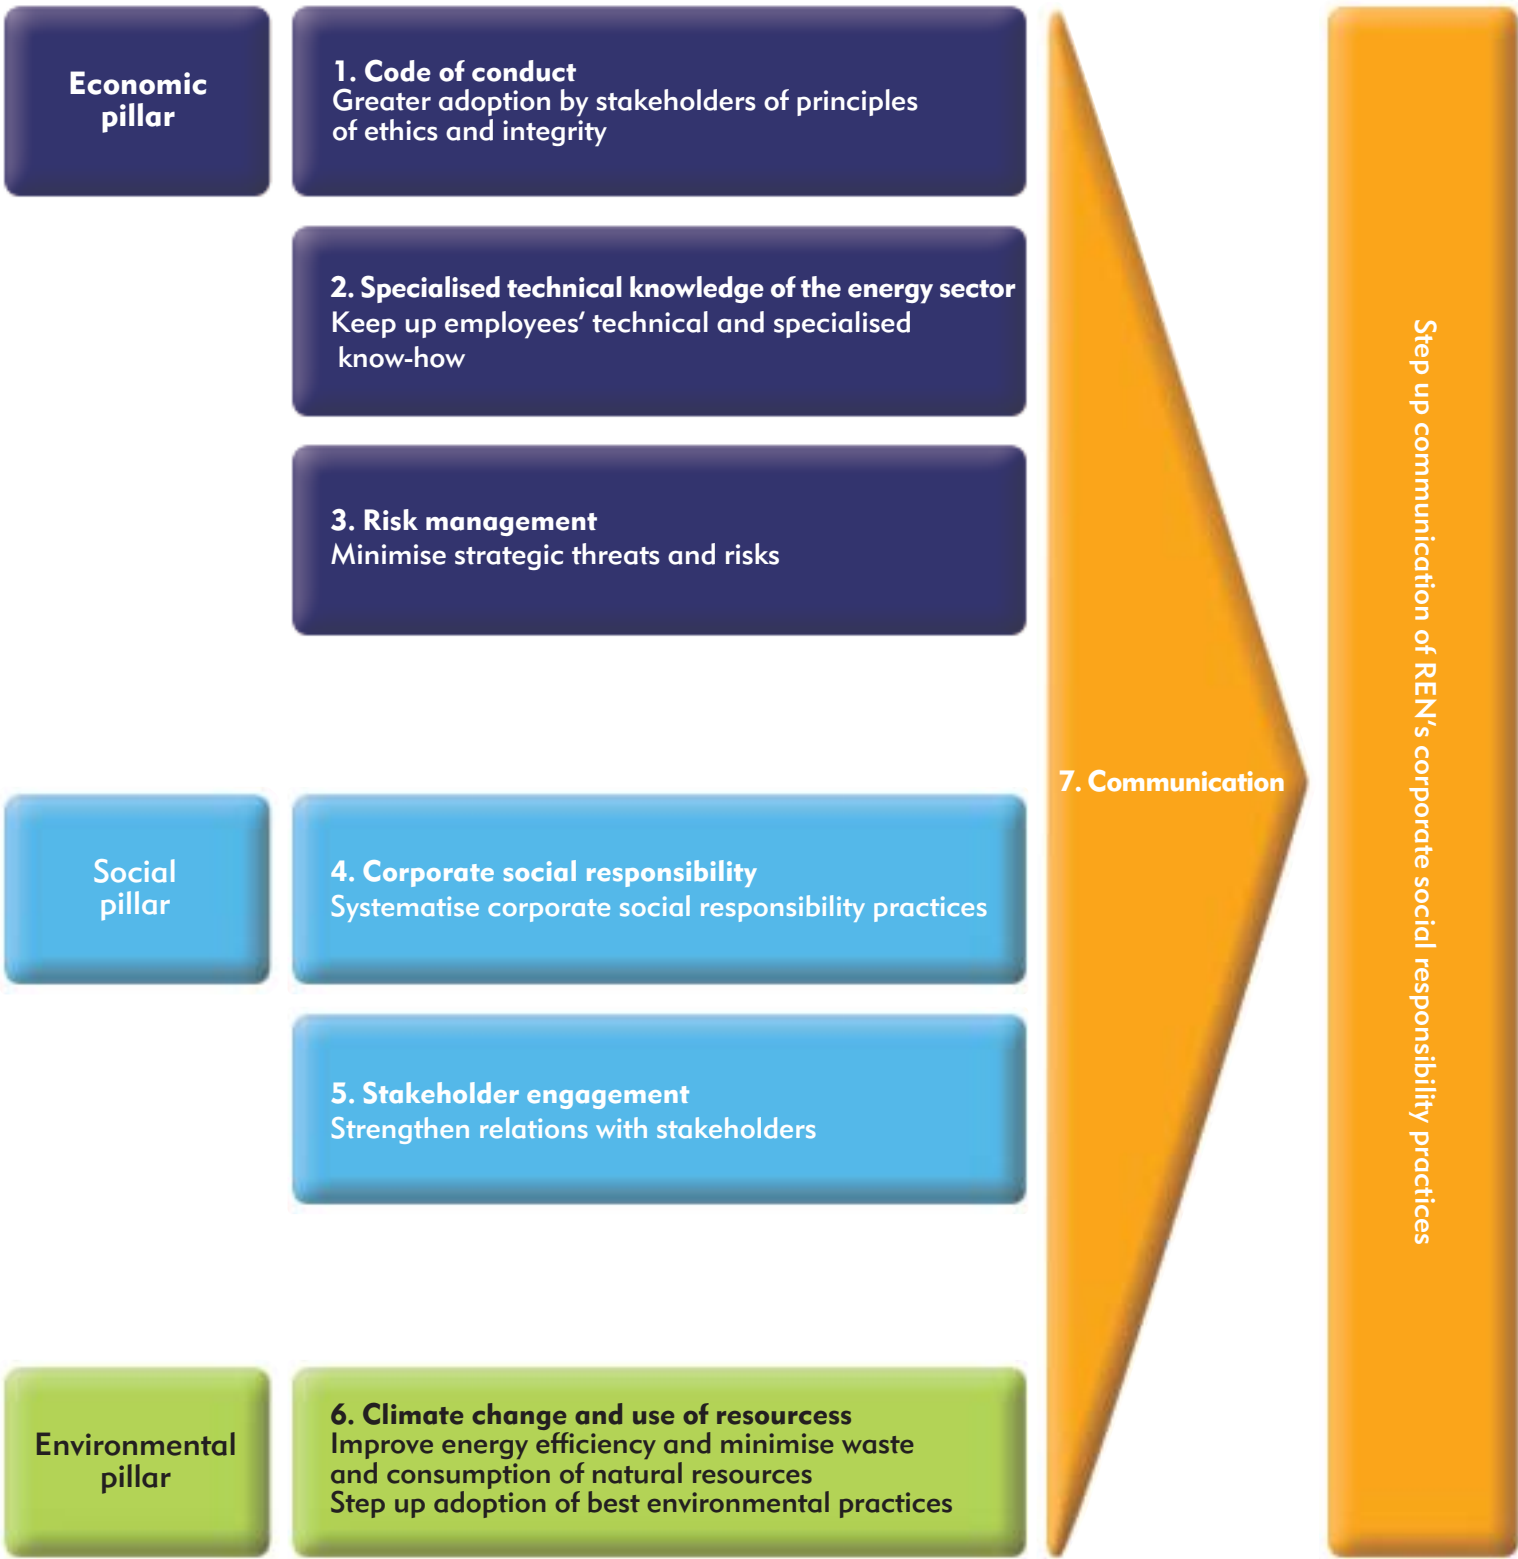 Economic
pillar
1. Code of conduct
Greater adoption by stakeholders of principles
of ethics and integrity
2. Specialised technical knowledge of the energy sector
Keep up employees‘ technical and specialised
know-how
3. Risk management
Minimise strategic threats and risks
Social
pillar
4. Corporate social responsibility
Systematise corporate social responsibility practices
5. Stakeholder engagement
Strengthen relations with stakeholders
Environmental
pillar
6. Climate change and use of resourcess
Improve energy efficiency and minimise waste
and consumption of natural resources
Step up adoption of best environmental practices
7. Communication
Step up communication of REN’s corporate social responsibility practices